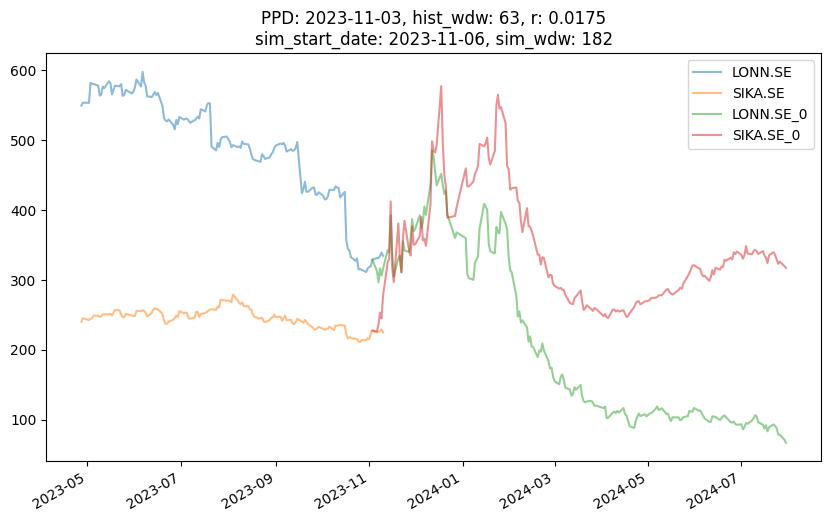 PPD: 2023-11-03, hist_wdw: 63, r: 0.0175
sim_start_date: 2023-11-06, sim_wdw: 182
LONN.SE
SIKA.SE
LONN.SE_0
SIKA.SE_0
600
500
400
300
200
100
2023-05
2023-07
2023-09
2023-11
2024-01
2024-03
2024-05
2024-07